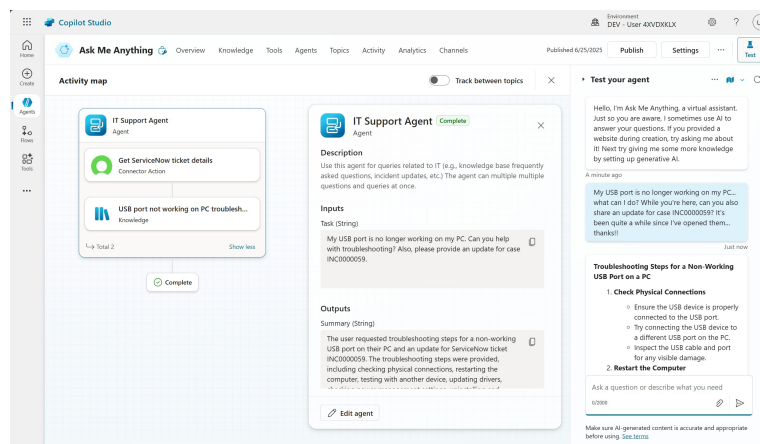 Copilot Studio
Environment
DEV - User 4XVDXKLX
Home
Create
Agents
Flows
Tools
Ask Me Anything
Overview
Knowledge
Tools
Agents
Topics
Activity
Analytics
Channels
Published 6/25/2025
Publish
Settings
Test
Activity map
Track between topics
IT Support Agent
Agent
Get ServiceNow ticket details
Connector Action
USB port not working on PC troublesh...
Knowledge
Total 2
Show less
Complete
IT Support Agent
Complete
Agent
Description
Use this agent for queries related to IT (e.g., knowledge base frequently
asked questions, incident updates, etc.) The agent can multiple multiple
questions and queries at once.
Inputs
Task (String)
My USB port is no longer working on my PC. Can you help
with troubleshooting? Also, please provide an update for case
INC0000059.
Outputs
Summary (String)
The user requested troubleshooting steps for a non-working
USB port on their PC and an update for ServiceNow ticket
INC0000059. The troubleshooting steps were provided,
including checking physical connections, restarting the
computer, testing with another device, updating drivers,
Edit agent
Test your agent
Hello, I'm Ask Me Anything, a virtual assistant.
Just so you are aware, I sometimes use AI to
answer your questions. If you provided a
website during creation, try asking me about
it! Next try giving me some more knowledge
by setting up generative AI.
A minute ago
My USB port is no longer working on my PC...
what can I do? While you're here, can you also
share an update for case INC0000059? It's
been quite a while since I've opened them...
thanks!!
Just now
Troubleshooting Steps for a Non-Working
USB Port on a PC
1. Check Physical Connections
Ensure the USB device is properly
connected to the USB port.
Try connecting the USB device to
a different USB port on the PC.
Inspect the USB cable and port
for any visible damage.
2. Restart the Computer
Ask a question or describe what you need
0/2000
Make sure AI-generated content is accurate and appropriate
before using. See terms